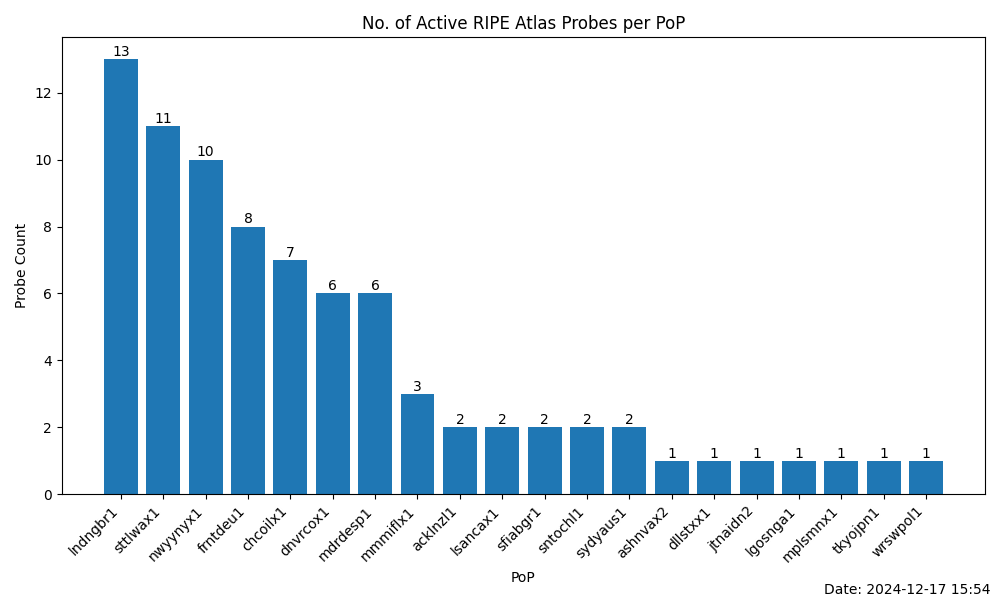 No. of Active RIPE Atlas Probes per PoP
Probe Count
12
10
8
6
4
2
0
13
11
10
8
7
6
6
3
2
2
2
2
2
1
1
1
1
1
1
1
lndngbr1
sttlwax1
nwyynyx1
frntdeu1
chcoilx1
dnvrcox1
mdrdesp1
mmmiflx1
acklnzl1
lsancax1
sfiabgr1
sntochl1
sydyaus1
ashnvax2
dllstxx1
jtnaidn2
lgosnga1
mplsmnx1
tkyojpn1
wrswpol1
PoP
Date: 2024-12-17 15:54